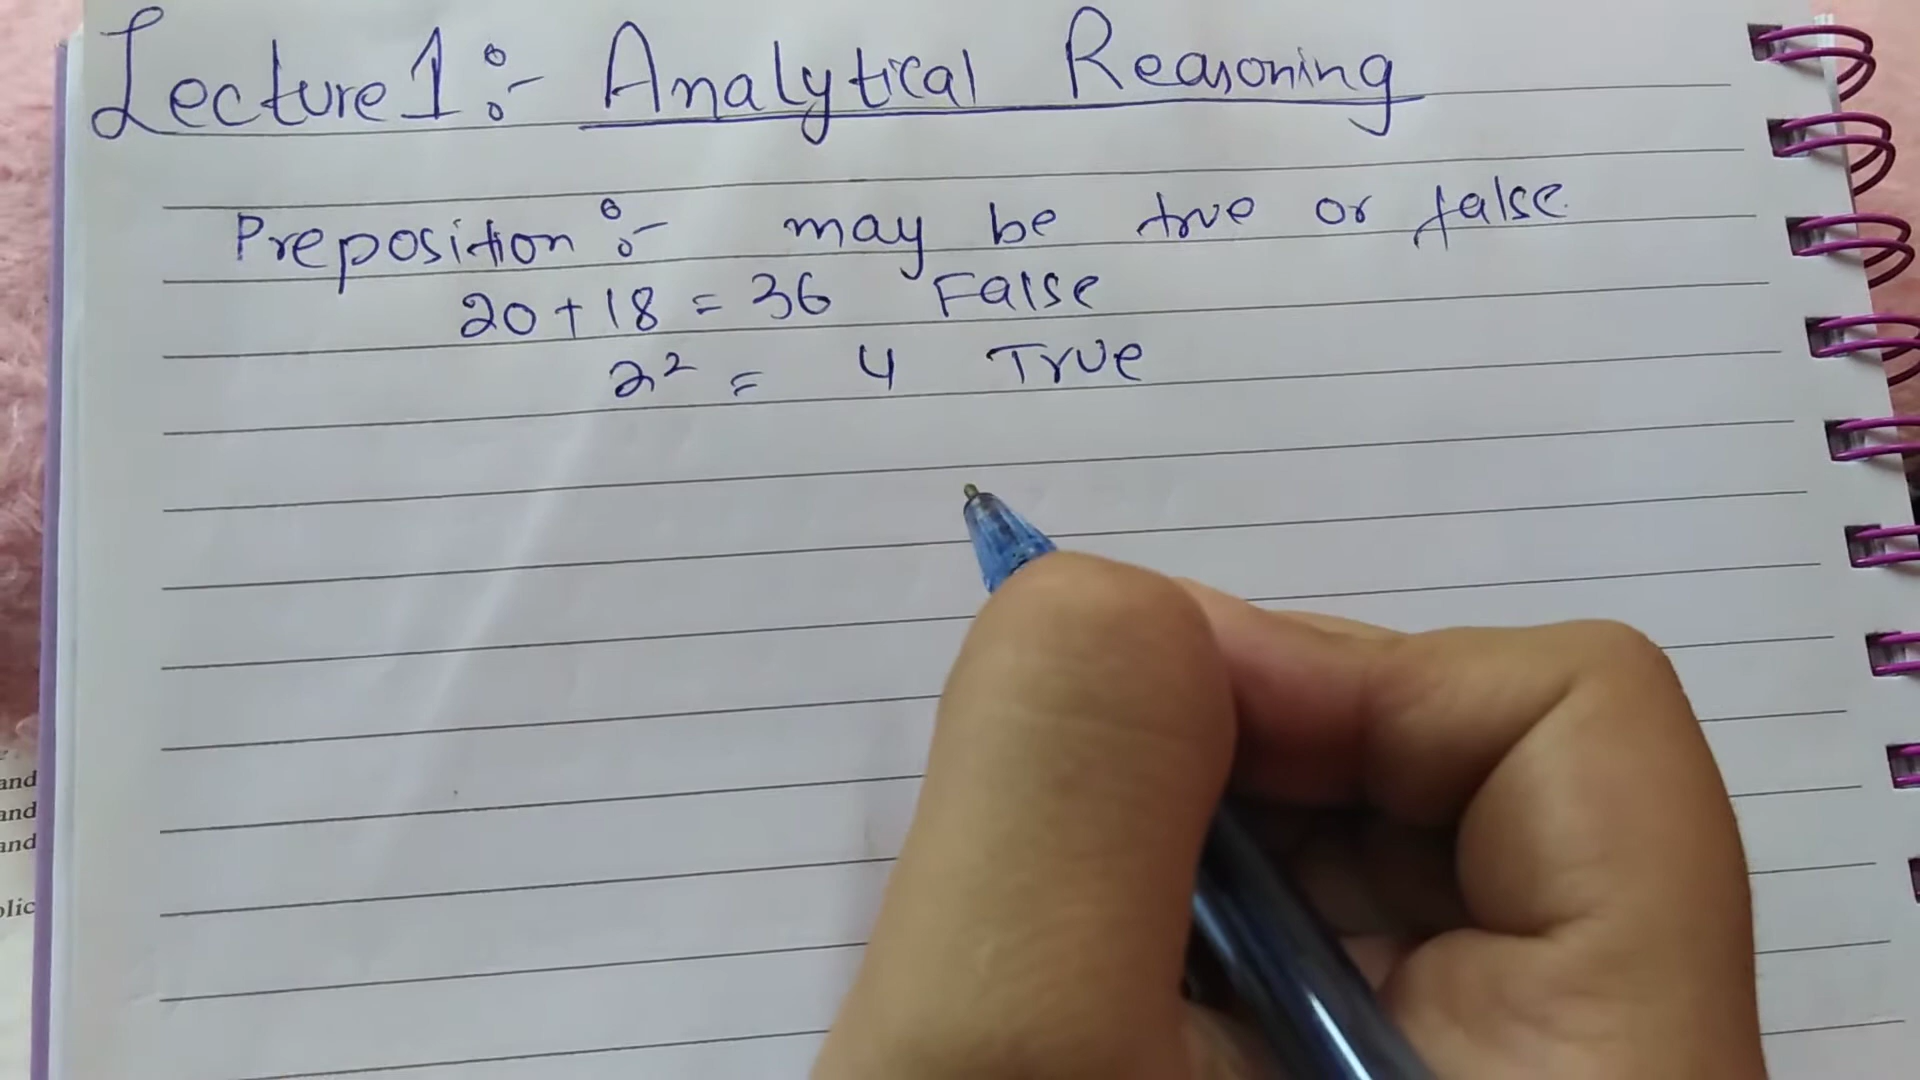 Lecture 1 :- Analytical Reasoning
Preposition :- may be true or false.
20 + 18 = 36 False
2² = 4 True
and
and
and